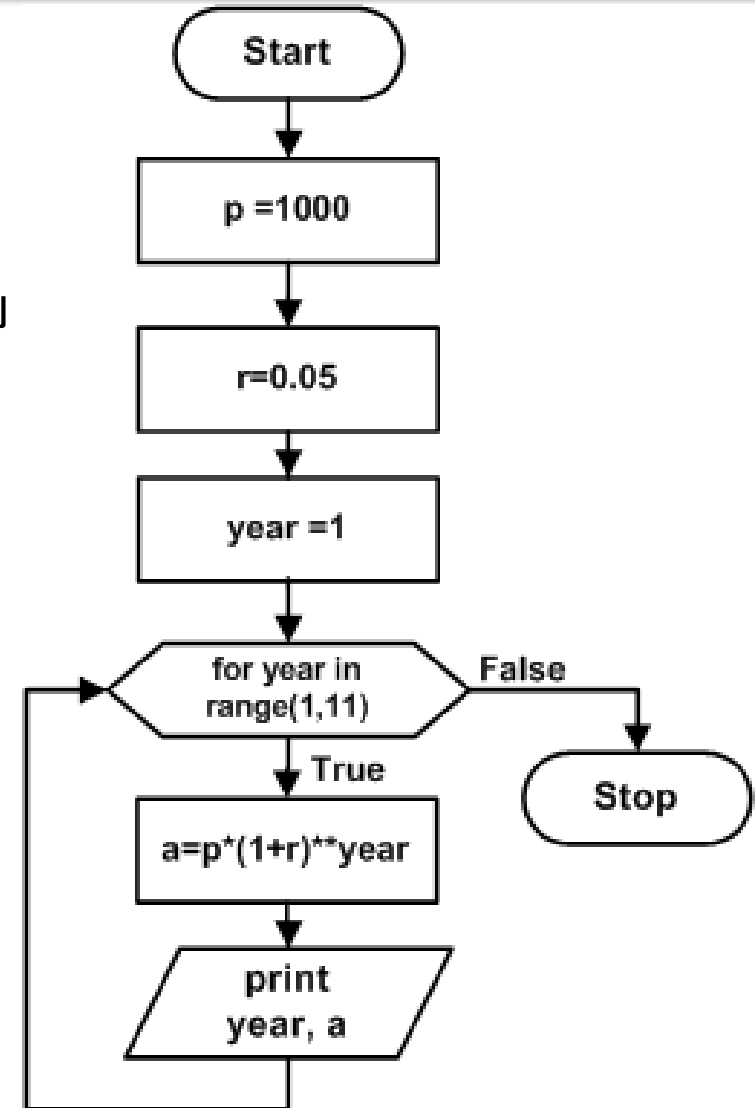 Start
p =1000
r=0.05
year =1
for year in
range(1,11)
False
True
Stop
a=p*(1+r)**year
print
year, a